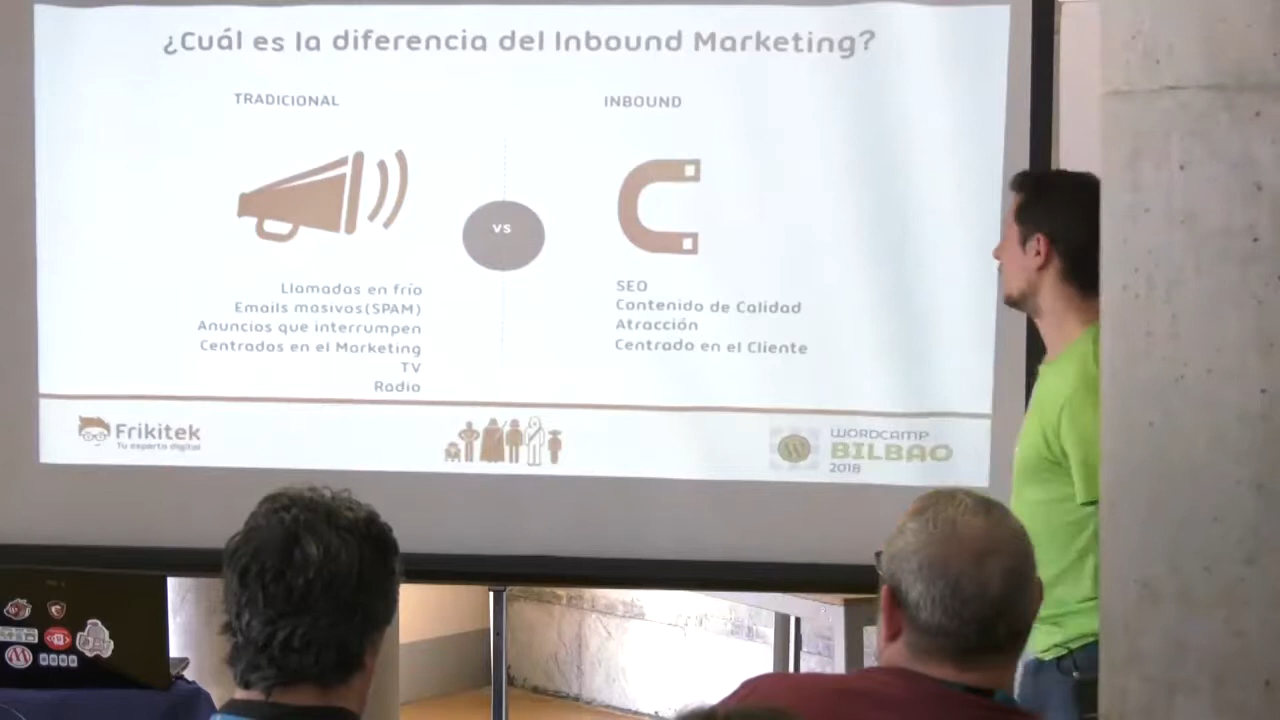 ¿Cuál es la diferencia del Inbound Marketing?
TRADICIONAL
INBOUND
vs
Llamadas en frío
Emails masivos(SPAM)
Anuncios que interrumpen
Centrados en el Marketing
TV
Radio
SEO
Contenido de Calidad
Atracción
Centrado en el Cliente
Frikitek
Tu experto digital
WORDCAMP
BILBAO
2018